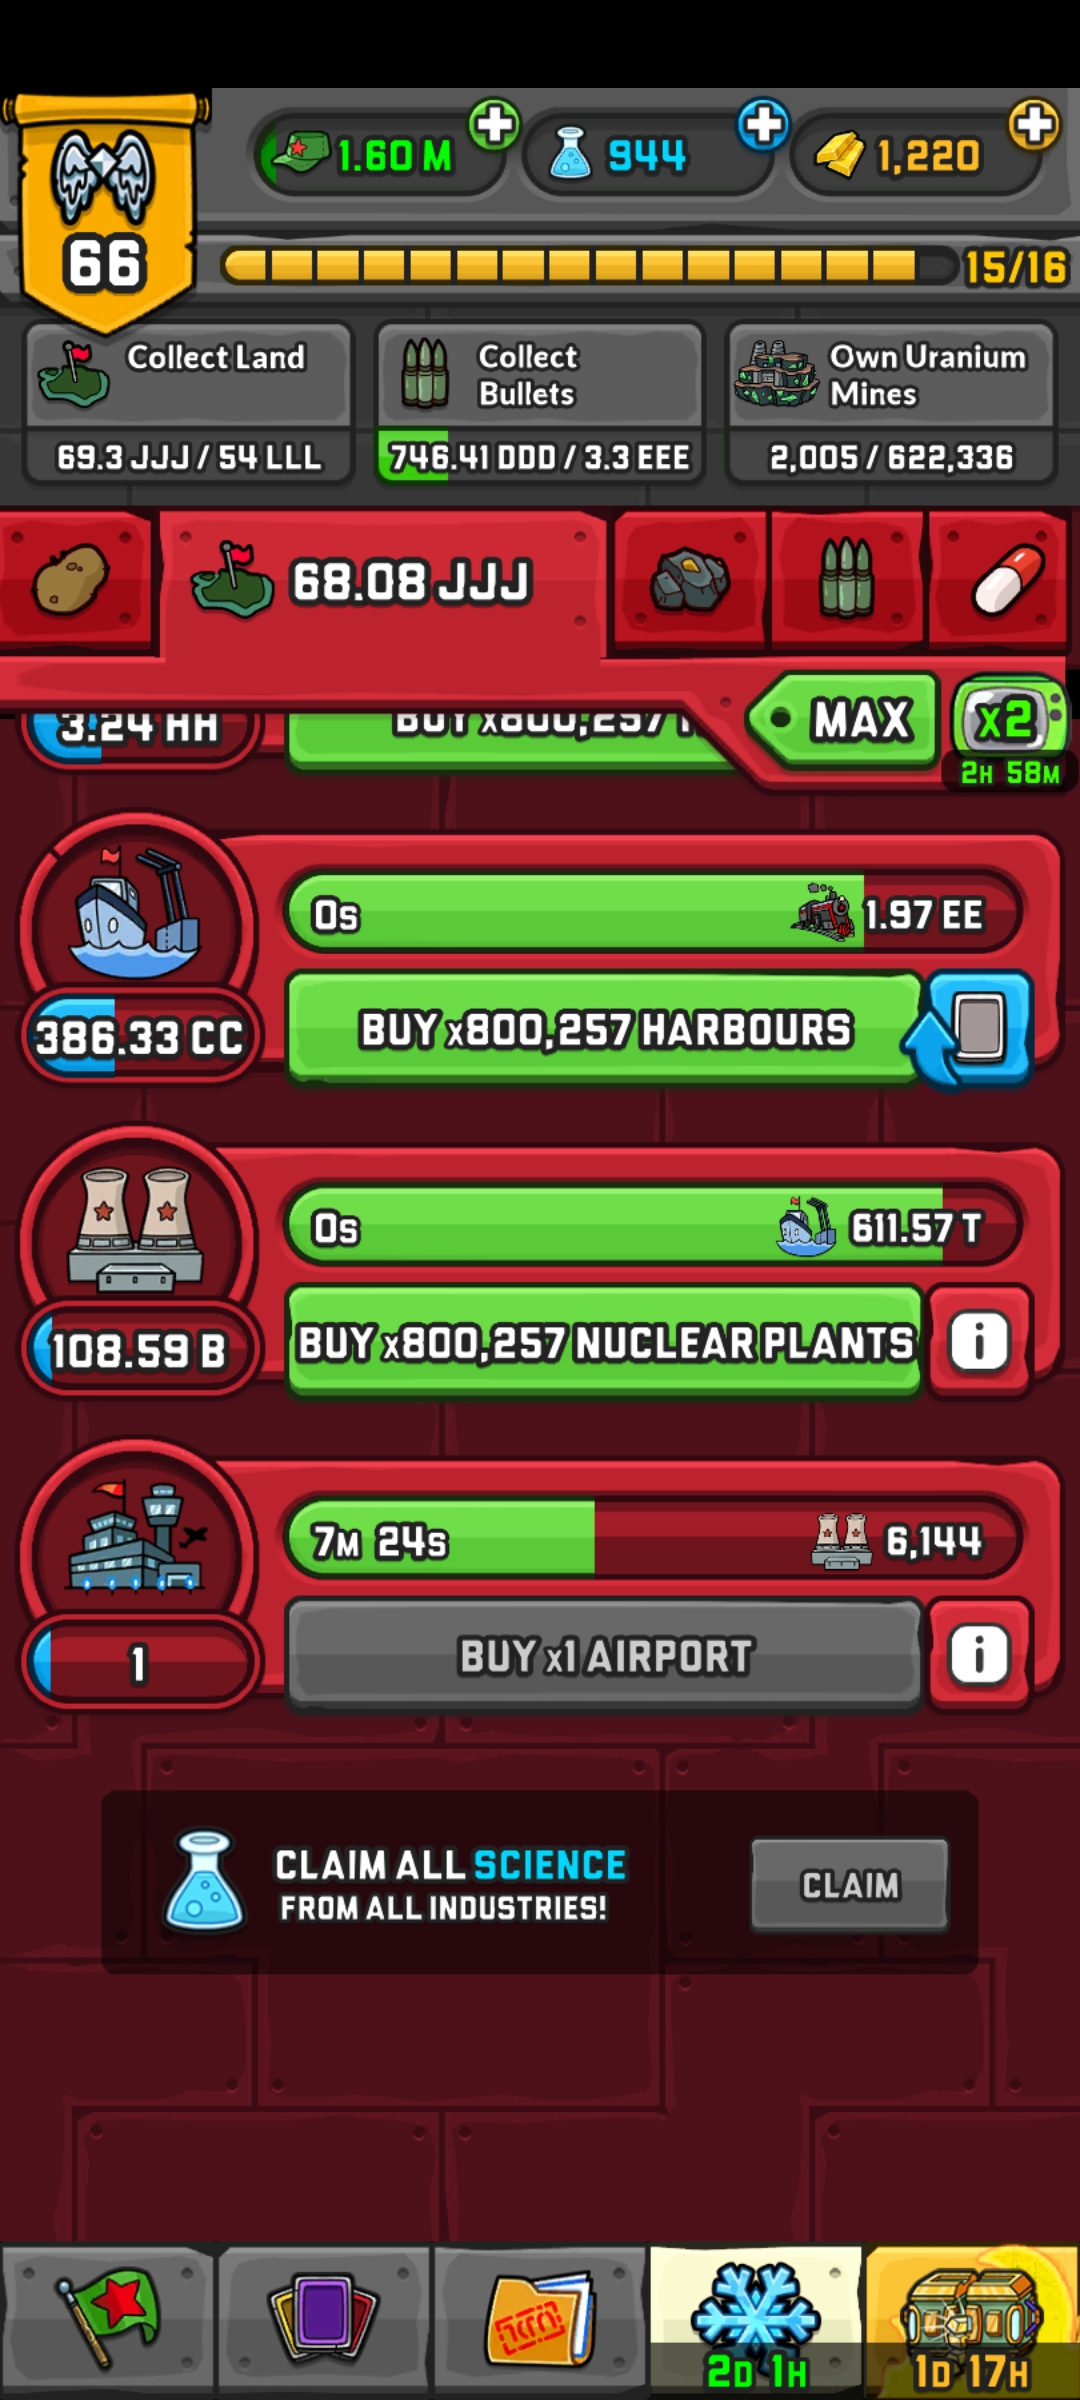 1.60 M
944
1,220
66
15/16
Collect Land
69.3 JJJ / 54 LLL
Collect
Bullets
746.41 DDD / 3.3 EEE
Own Uranium
Mines
2,005 / 622,336
68.08 JJJ
MAX
x2
2H 58M
3.24 HH
BUY x800,257
0s
1.97 EE
386.33 CC
BUY x800,257 HARBOURS
0s
611.57 T
108.59 B
BUY x800,257 NUCLEAR PLANTS
i
7M 24s
6,144
1
BUY x1 AIRPORT
i
CLAIM ALL SCIENCE
FROM ALL INDUSTRIES!
CLAIM
2D 1H
1D 17H